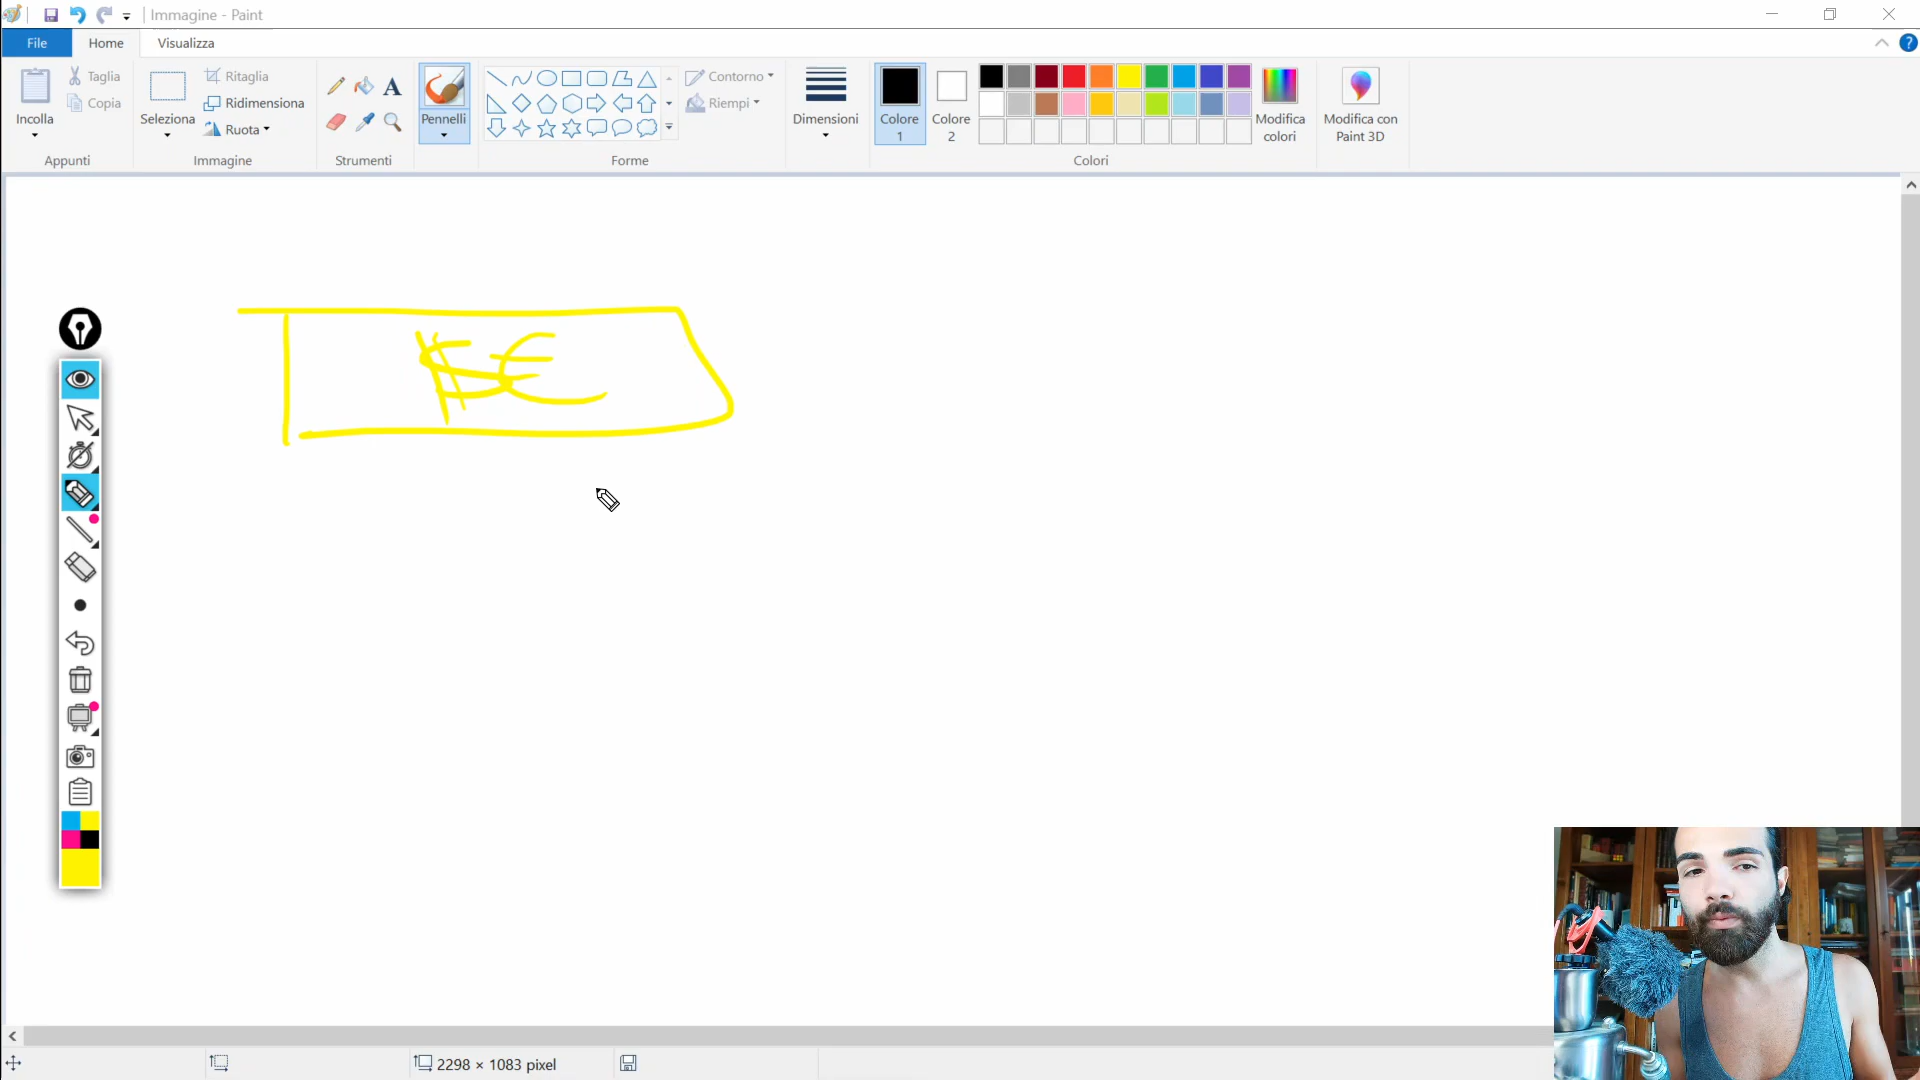 Immagine - Paint
File Home Visualizza
Incolla
Taglia
Copia
Appunti
Seleziona
Ritaglia
Ridimensiona
Ruota
Immagine
A
Strumenti
Pennelli
Contorno
Riempi
Forme
Dimensioni
Colore 1
Colore 2
Modifica colori
Colori
Modifica con Paint 3D
?
$€
2298 × 1083 pixel